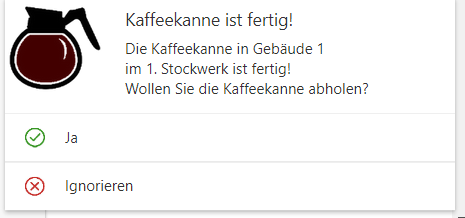 Kaffeekanne ist fertig!
Die Kaffeekanne in Gebäude 1
im 1. Stockwerk ist fertig!
Wollen Sie die Kaffeekanne abholen?
Ja
Ignorieren